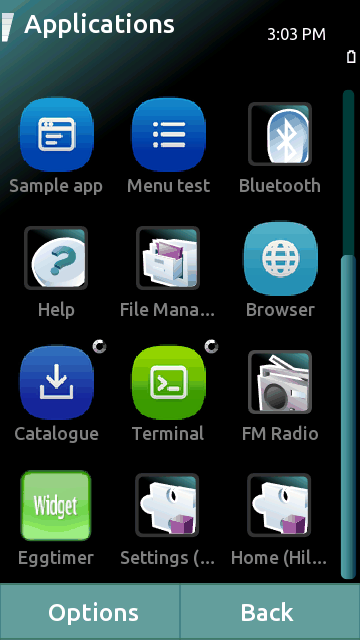 Applications
3:03 PM
Sample app
Menu test
Bluetooth
Help
File Mana...
Browser
Catalogue
Terminal
FM Radio
Widget
Eggtimer
Settings (...
Home (Hil...
Options
Back